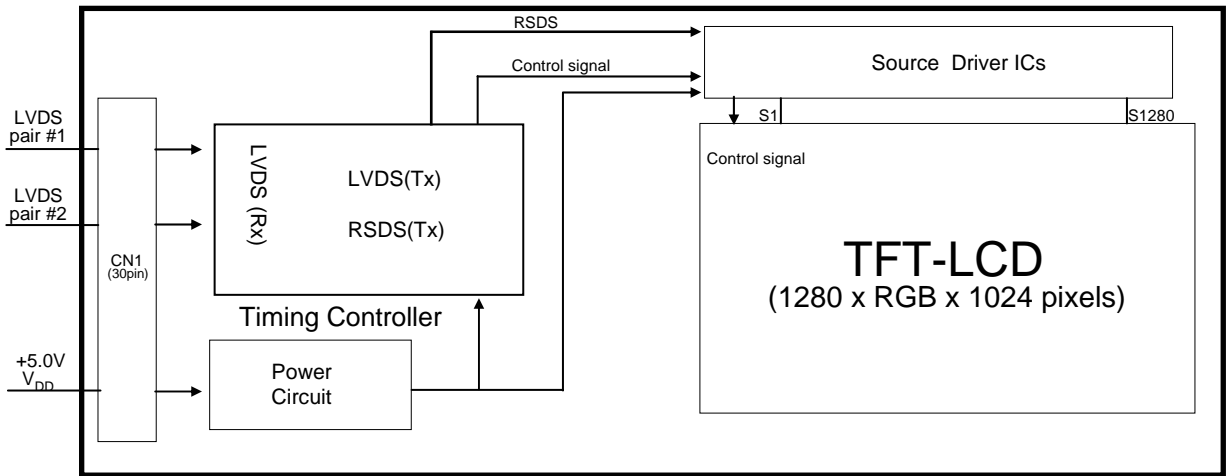 RSDS
Control signal
Source Driver ICs
LVDS
pair #1
S1
S1280
Control signal
LVDS (Rx)
LVDS(Tx)
RSDS(Tx)
LVDS
pair #2
CN1
(30pin)
TFT-LCD
(1280 x RGB x 1024 pixels)
Timing Controller
+5.0V
VDD
Power
Circuit